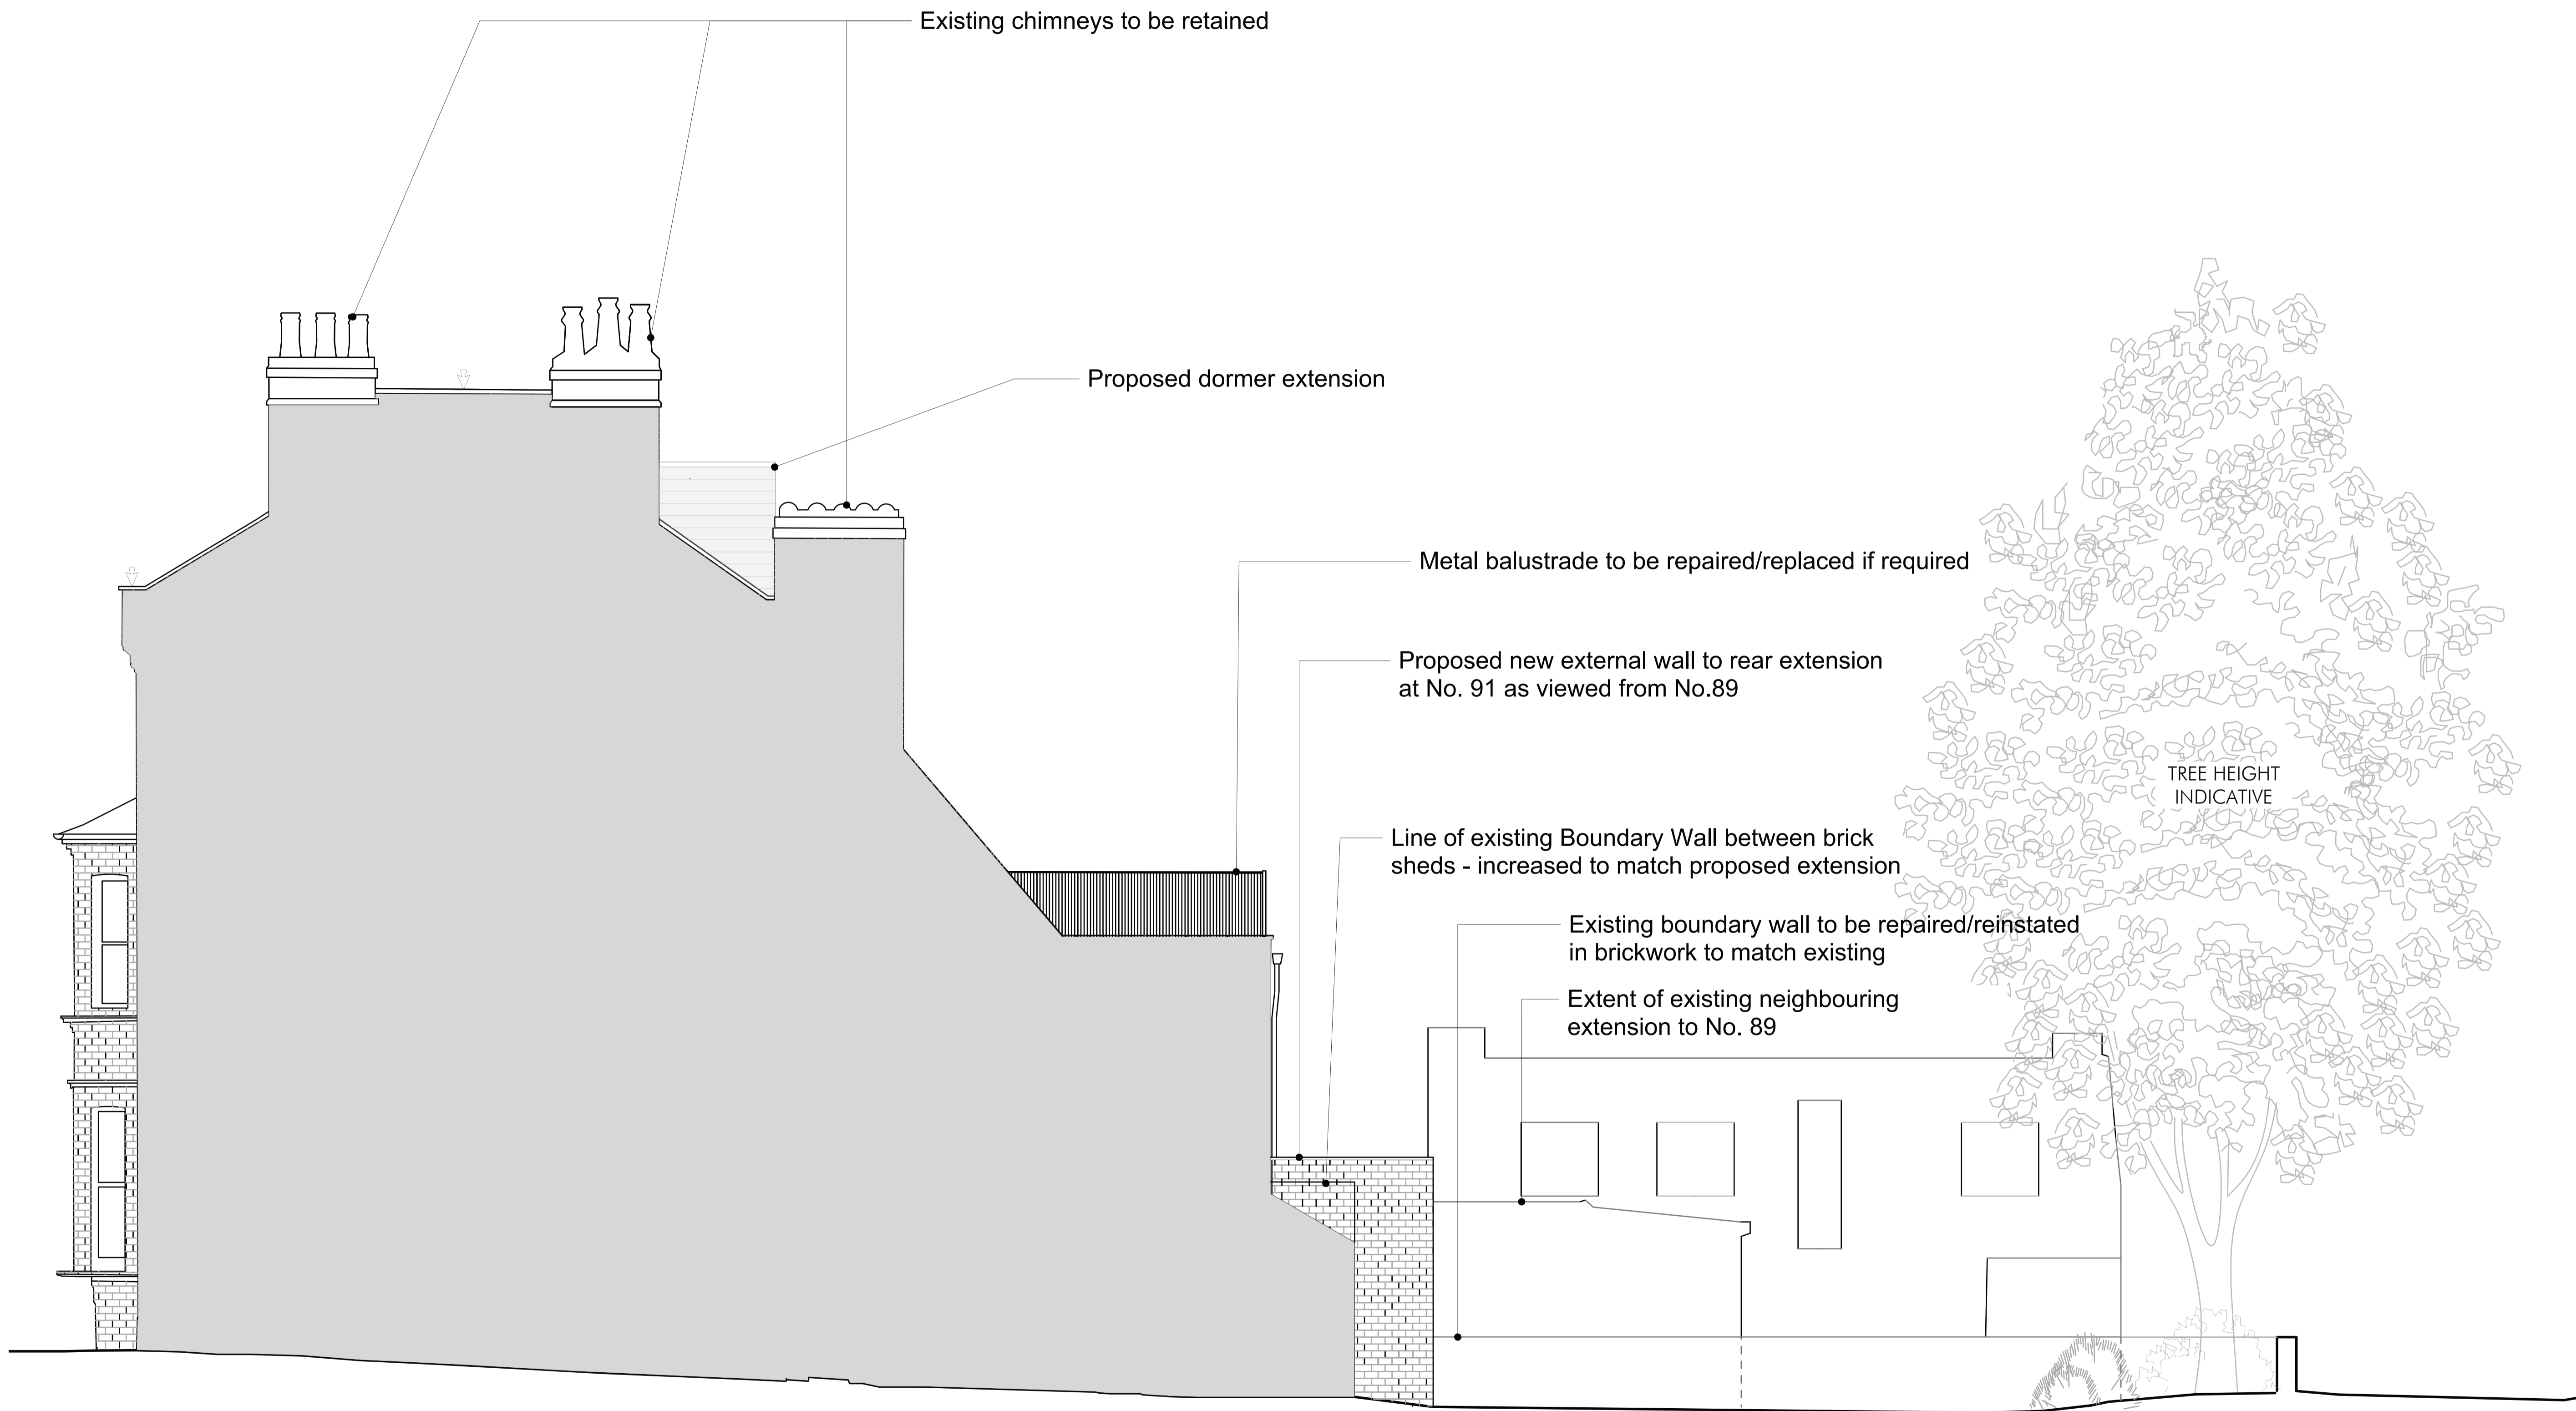 Existing chimneys to be retained
Proposed dormer extension
Metal balustrade to be repaired/replaced if required
Proposed new external wall to rear extension
at No. 91 as viewed from No.89
TREE HEIGHT
INDICATIVE
Line of existing Boundary Wall between brick
sheds - increased to match proposed extension
Existing boundary wall to be repaired/reinstated
in brickwork to match existing
Extent of existing neighbouring
extension to No. 89